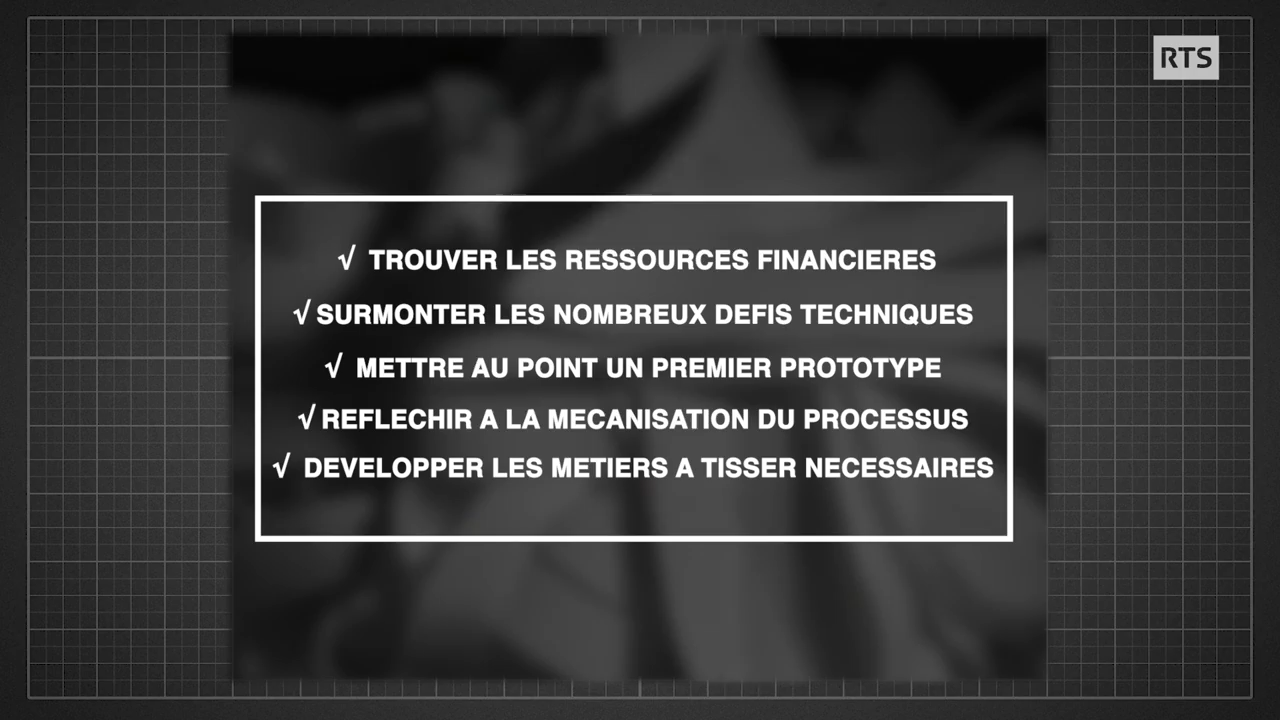 RTS
√ TROUVER LES RESSOURCES FINANCIERES
√ SURMONTER LES NOMBREUX DEFIS TECHNIQUES
√ METTRE AU POINT UN PREMIER PROTOTYPE
√ REFLECHIR A LA MECANISATION DU PROCESSUS
√ DEVELOPPER LES METIERS A TISSER NECESSAIRES